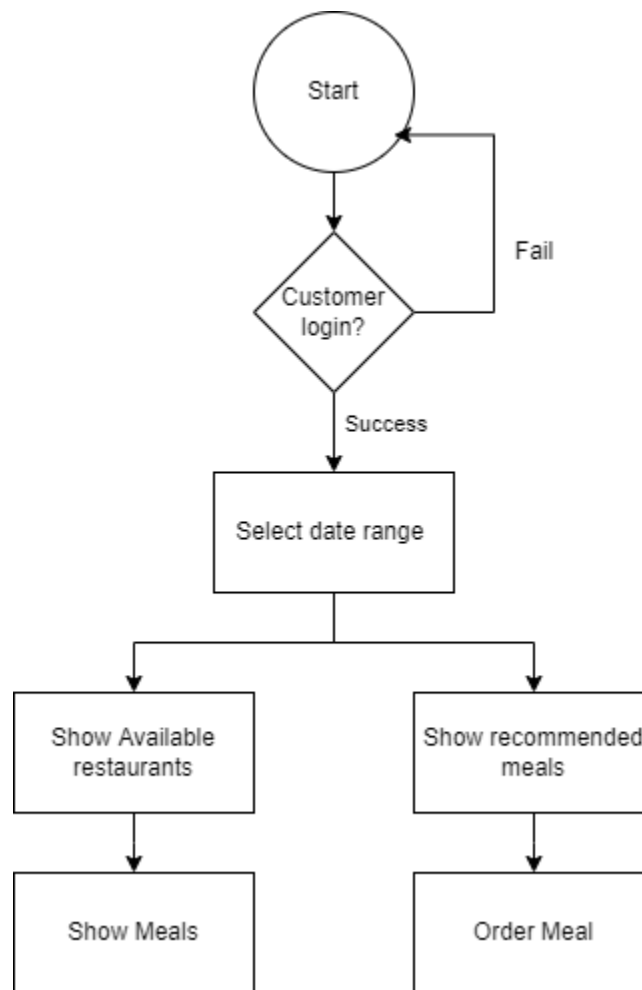 Start
Fail
Customer
login?
Success
Select date range
Show Available
restaurants
Show recommended
meals
Show Meals
Order Meal